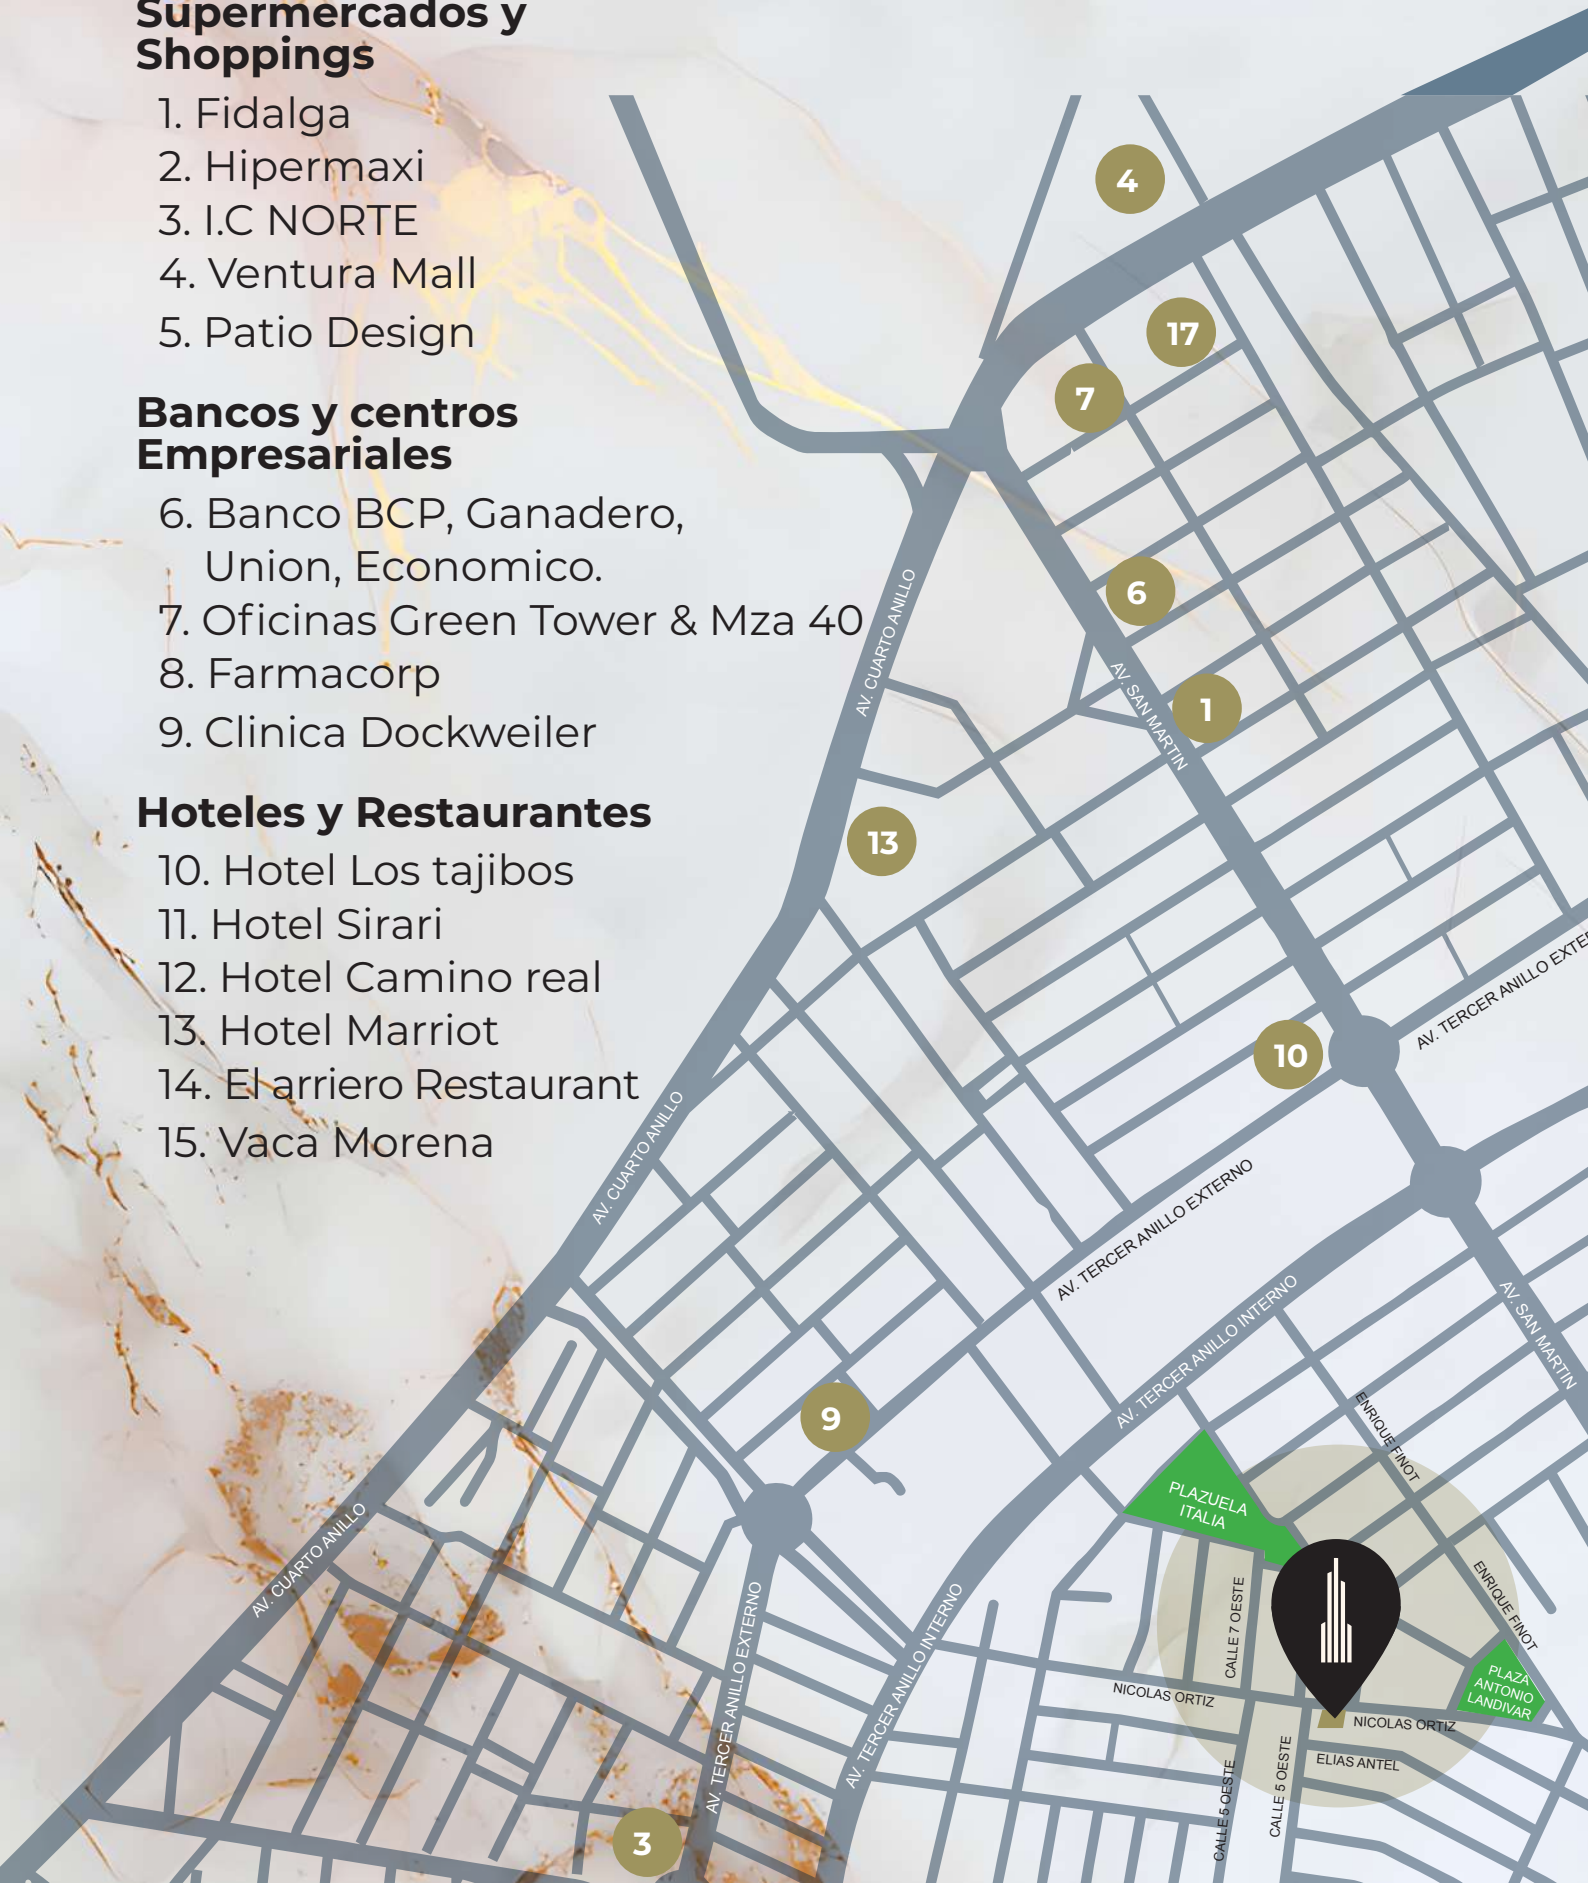 Supermercados y
Shoppings
1. Fidalga
2. Hipermaxi
3. I.C NORTE
4. Ventura Mall
5. Patio Design
Bancos y centros
Empresariales
6. Banco BCP, Ganadero,
Union, Economico.
7. Oficinas Green Tower & Mza 40
8. Farmacorp
9. Clinica Dockweiler
Hoteles y Restaurantes
10. Hotel Los tajibos
11. Hotel Sirari
12. Hotel Camino real
13. Hotel Marriot
14. El arriero Restaurant
15. Vaca Morena
4
17
7
6
1
13
10
9
3
AV. CUARTO ANILLO
AV. SAN MARTIN
AV. TERCER ANILLO EXTE
AV. CUARTO ANILLO
AV. TERCER ANILLO EXTERNO
AV. TERCER ANILLO INTERNO
AV. SAN MARTIN
ENRIQUE FINOT
PLAZUELA
ITALIA
AV. CUARTO ANILLO
AV. TERCER ANILLO EXTERNO
AV. TERCER ANILLO INTERNO
CALLE 7 OESTE
ENRIQUE FINOT
PLAZA
ANTONIO
LANDIVAR
NICOLAS ORTIZ
NICOLAS ORTIZ
ELIAS ANTEL
CALLE 5 OESTE
CALLE 5 OESTE